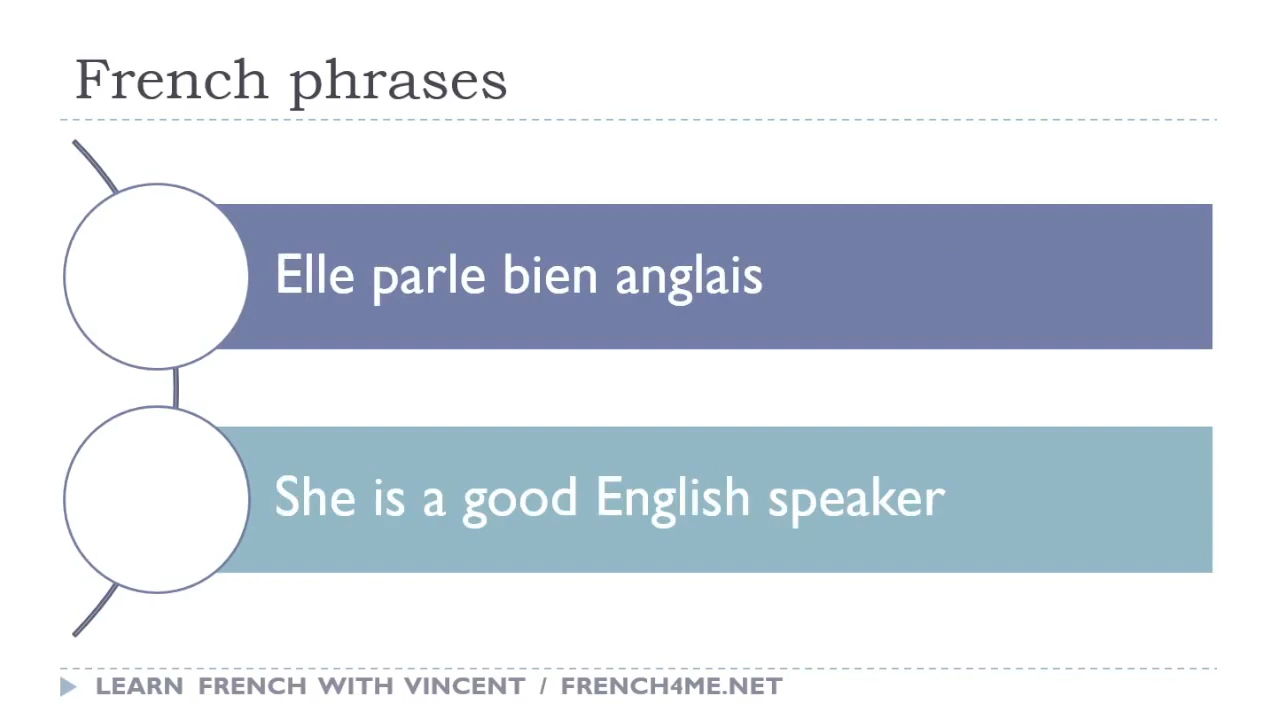 French phrases
Elle parle bien anglais
She is a good English speaker
LEARN FRENCH WITH VINCENT / FRENCH4ME.NET